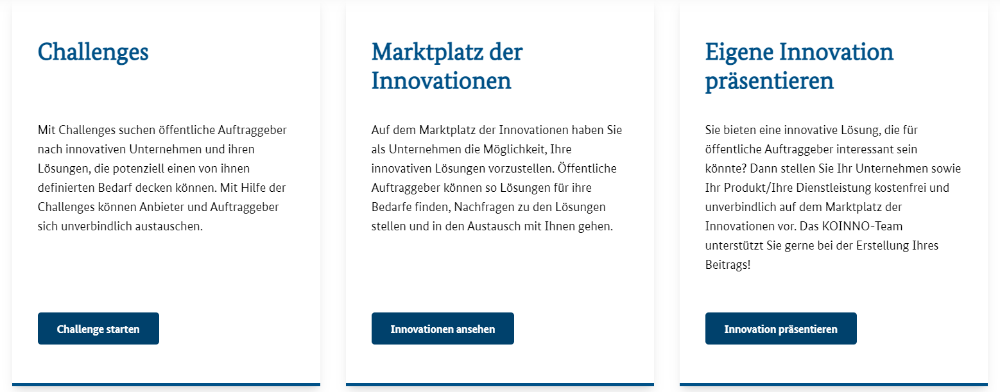 Challenges
Mit Challenges suchen öffentliche Auftraggeber
nach innovativen Unternehmen und ihren
Lösungen, die potenziell einen von ihnen
definierten Bedarf decken können. Mit Hilfe der
Challenges können Anbieter und Auftraggeber
sich unverbindlich austauschen.
Challenge starten
Marktplatz der
Innovationen
Auf dem Marktplatz der Innovationen haben Sie
als Unternehmen die Möglichkeit, Ihre
innovativen Lösungen vorzustellen. Öffentliche
Auftraggeber können so Lösungen für ihre
Bedarfe finden, Nachfragen zu den Lösungen
stellen und in den Austausch mit Ihnen gehen.
Innovationen ansehen
Eigene Innovation
präsentieren
Sie bieten eine innovative Lösung, die für
öffentliche Auftraggeber interessant sein
könnte? Dann stellen Sie Ihr Unternehmen sowie
Ihr Produkt/Ihre Dienstleistung kostenfrei und
unverbindlich auf dem Marktplatz der
Innovationen vor. Das KOINNO-Team
unterstützt Sie gerne bei der Erstellung Ihres
Beitrags!
Innovation präsentieren